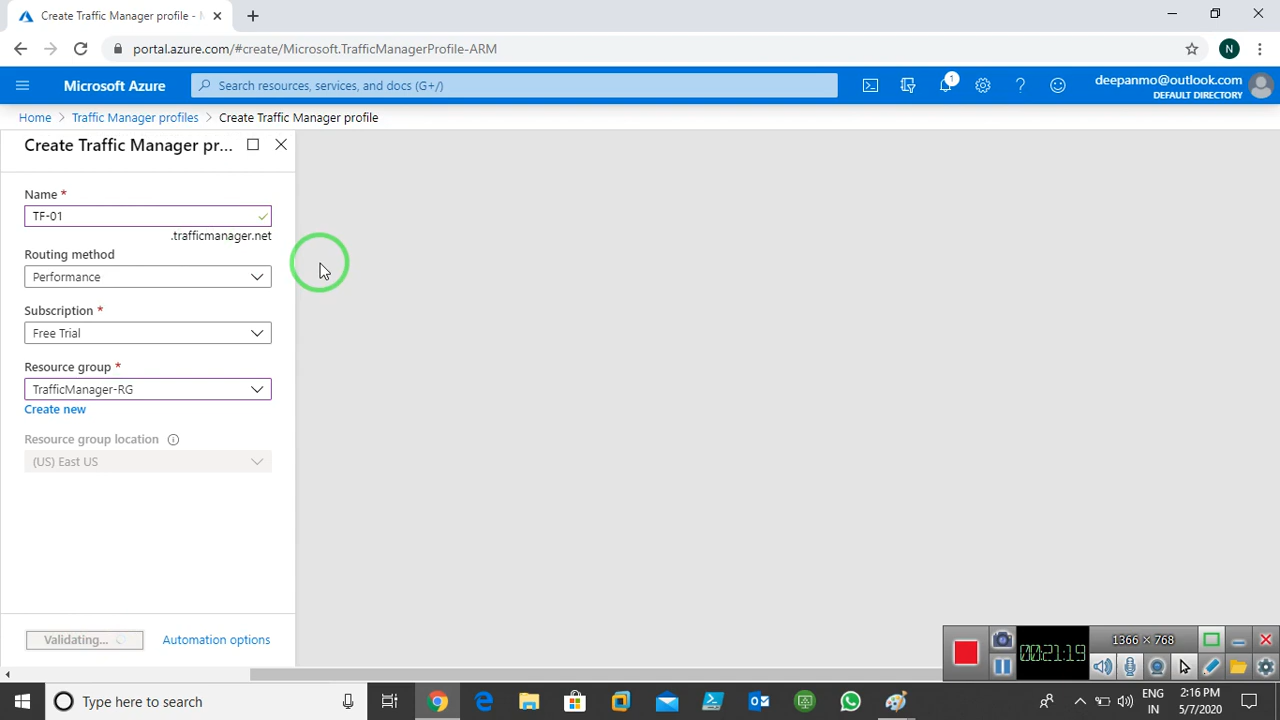 Create Traffic Manager profile - M
portal.azure.com/#create/Microsoft.TrafficManagerProfile-ARM
N
Microsoft Azure
Search resources, services, and docs (G+/)
1
deepanmo@outlook.com
DEFAULT DIRECTORY
Home > Traffic Manager profiles > Create Traffic Manager profile
Create Traffic Manager pr...
Name *
TF-01
.trafficmanager.net
Routing method
Performance
Subscription *
Free Trial
Resource group *
TrafficManager-RG
Create new
Resource group location
(US) East US
Validating...
Automation options
00:21:19
1366 × 768
Type here to search
ENG
IN
2:16 PM
5/7/2020